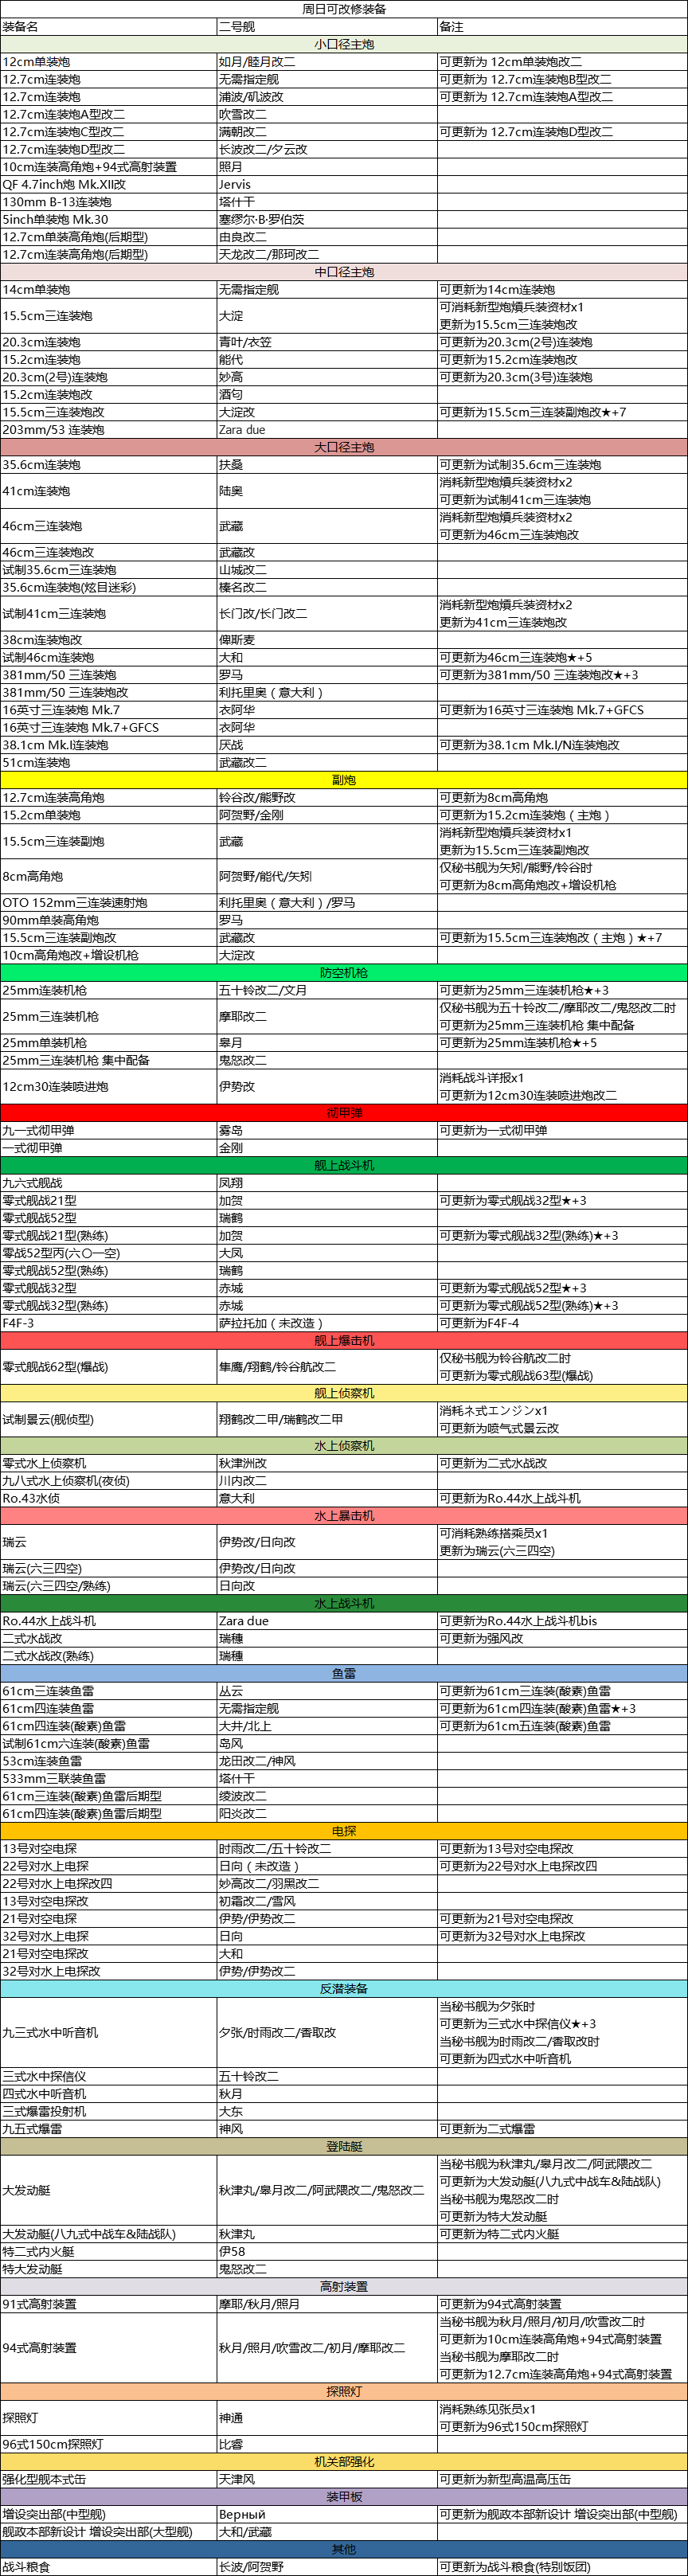 周日可改修装备
装备名 二号舰 备注
小口径主炮
12cm单装炮 如月/睦月改二 可更新为 12cm单装炮改二
12.7cm连装炮 无需指定舰 可更新为 12.7cm连装炮B型改二
12.7cm连装炮 浦波/矶波改 可更新为 12.7cm连装炮A型改二
12.7cm连装炮A型改二 吹雪改二
12.7cm连装炮C型改二 满朝改二 可更新为 12.7cm连装炮D型改二
12.7cm连装炮D型改二 长波改二/夕云改
10cm连装高角炮+94式高射装置 照月
QF 4.7inch炮 Mk.XII改 Jervis
130mm B-13连装炮 塔什干
5inch单装炮 Mk.30 塞缪尔·B·罗伯茨
12.7cm单装高角炮(后期型) 由良改二
12.7cm连装高角炮(后期型) 天龙改二/那珂改二
中口径主炮
14cm单装炮 无需指定舰 可更新为14cm连装炮
15.5cm三连装炮 大淀 可消耗新型炮熕兵装资材x1
更新为15.5cm三连装炮改
20.3cm连装炮 青叶/衣笠 可更新为20.3cm(2号)连装炮
15.2cm连装炮 能代 可更新为15.2cm连装炮改
20.3cm(2号)连装炮 妙高 可更新为20.3cm(3号)连装炮
15.2cm连装炮改 酒匂
15.5cm三连装炮改 大淀改 可更新为15.5cm三连装副炮改★+7
203mm/53 连装炮 Zara due
大口径主炮
35.6cm连装炮 扶桑 可更新为试制35.6cm三连装炮
41cm连装炮 陆奥 消耗新型炮熕兵装资材x2
可更新为试制41cm三连装炮
46cm三连装炮 武藏 消耗新型炮熕兵装资材x2
可更新为46cm三连装炮改
46cm三连装炮改 武藏改
试制35.6cm三连装炮 山城改二
35.6cm连装炮(炫目迷彩) 榛名改二
试制41cm三连装炮 长门改/长门改二 消耗新型炮熕兵装资材x2
更新为41cm三连装炮改
38cm连装炮改 俾斯麦
试制46cm连装炮 大和 可更新为46cm三连装炮★+5
381mm/50 三连装炮 罗马 可更新为381mm/50 三连装炮改★+3
381mm/50 三连装炮改 利托里奥（意大利）
16英寸三连装炮 Mk.7 衣阿华 可更新为16英寸三连装炮 Mk.7+GFCS
16英寸三连装炮 Mk.7+GFCS 衣阿华
38.1cm Mk.I连装炮 厌战 可更新为38.1cm Mk.I/N连装炮改
51cm连装炮 武藏改二
副炮
12.7cm连装高角炮 铃谷改/熊野改 可更新为8cm高角炮
15.2cm单装炮 阿贺野/金刚 可更新为15.2cm连装炮（主炮）
15.5cm三连装副炮 武藏 消耗新型炮熕兵装资材x1
更新为15.5cm三连装副炮改
8cm高角炮 阿贺野/能代/矢矧 仅秘书舰为矢矧/熊野/铃谷时
可更新为8cm高角炮改+增设机枪
OTO 152mm三连装速射炮 利托里奥（意大利）/罗马
90mm单装高角炮 罗马
15.5cm三连装副炮改 武藏改 可更新为15.5cm三连装炮改（主炮）★+7
10cm高角炮改+增设机枪 大淀改
防空机枪
25mm连装机枪 五十铃改二/文月 可更新为25mm三连装机枪★+3
25mm三连装机枪 摩耶改二 仅秘书舰为五十铃改二/摩耶改二/鬼怒改二时
可更新为25mm三连装机枪 集中配备
25mm单装机枪 皋月 可更新为25mm连装机枪★+5
25mm三连装机枪 集中配备 鬼怒改二
12cm30连装喷进炮 伊势改 消耗战斗详报x1
可更新为12cm30连装喷进炮改二
彻甲弹
九一式彻甲弹 雾岛 可更新为一式彻甲弹
一式彻甲弹 金刚
舰上战斗机
九六式舰战 凤翔
零式舰战21型 加贺 可更新为零式舰战32型★+3
零式舰战52型 瑞鹤
零式舰战21型(熟练) 加贺 可更新为零式舰战32型(熟练)★+3
零战52型丙(六〇一空) 大凤
零式舰战52型(熟练) 瑞鹤
零式舰战32型 赤城 可更新为零式舰战52型★+3
零式舰战32型(熟练) 赤城 可更新为零式舰战52型(熟练)★+3
F4F-3 萨拉托加（未改造） 可更新为F4F-4
舰上爆击机
零式舰战62型(爆战) 隼鹰/翔鹤/铃谷航改二 仅秘书舰为铃谷航改二时
可更新为零式舰战63型(爆战)
舰上侦察机
试制景云(舰侦型) 翔鹤改二甲/瑞鹤改二甲 消耗ネ式エンジンx1
可更新为喷气式景云改
水上侦察机
零式水上侦察机 秋津洲改 可更新为二式水战改
九八式水上侦察机(夜侦) 川内改二
Ro.43水侦 意大利 可更新为Ro.44水上战斗机
水上暴击机
瑞云 伊势改/日向改 可消耗熟练搭乘员x1
更新为瑞云(六三四空)
瑞云(六三四空) 伊势改/日向改
瑞云(六三四空/熟练) 日向改
水上战斗机
Ro.44水上战斗机 Zara due 可更新为Ro.44水上战斗机bis
二式水战改 瑞穗 可更新为强风改
二式水战改(熟练) 瑞穗
鱼雷
61cm三连装鱼雷 丛云 可更新为61cm三连装(酸素)鱼雷
61cm四连装鱼雷 无需指定舰 可更新为61cm四连装(酸素)鱼雷★+3
61cm四连装(酸素)鱼雷 大井/北上 可更新为61cm五连装(酸素)鱼雷
试制61cm六连装(酸素)鱼雷 岛风
53cm连装鱼雷 龙田改二/神风
533mm三联装鱼雷 塔什干
61cm三连装(酸素)鱼雷后期型 绫波改二
61cm四连装(酸素)鱼雷后期型 阳炎改二
电探
13号对空电探 时雨改二/五十铃改二 可更新为13号对空电探改
22号对水上电探 日向（未改造） 可更新为22号对水上电探改四
22号对水上电探改四 妙高改二/羽黑改二
13号对空电探改 初霜改二/雪风
21号对空电探 伊势/伊势改二 可更新为21号对空电探改
32号对水上电探 日向 可更新为32号对水上电探改
21号对空电探改 大和
32号对水上电探改 伊势/伊势改二
反潜装备
九三式水中听音机 夕张/时雨改二/香取改 当秘书舰为夕张时
可更新为三式水中探信仪★+3
当秘书舰为时雨改二/香取改时
可更新为四式水中听音机
三式水中探信仪 五十铃改二
四式水中听音机 秋月
三式爆雷投射机 大东
九五式爆雷 神风 可更新为二式爆雷
登陆艇
大发动艇 秋津丸/皋月改二/阿武隈改二/鬼怒改二 当秘书舰为秋津丸/皋月改二/阿武隈改二
可更新为大发动艇(八九式中战车&陆战队)
当秘书舰为鬼怒改二时
可更新为特大发动艇
大发动艇(八九式中战车&陆战队) 秋津丸 可更新为特二式内火艇
特二式内火艇 伊58
特大发动艇 鬼怒改二
高射装置
91式高射装置 摩耶/秋月/照月 可更新为94式高射装置
94式高射装置 秋月/照月/吹雪改二/初月/摩耶改二 当秘书舰为秋月/照月/初月/吹雪改二时
可更新为10cm连装高角炮+94式高射装置
当秘书舰为摩耶改二时
可更新为12.7cm连装高角炮+94式高射装置
探照灯
探照灯 神通 消耗熟练见张员x1
可更新为96式150cm探照灯
96式150cm探照灯 比睿
机关部强化
强化型舰本式缶 天津风 可更新为新型高温高压缶
装甲板
增设突出部(中型舰) Верный 可更新为舰政本部新设计 增设突出部(中型舰)
舰政本部新设计 增设突出部(大型舰) 大和/武藏
其他
战斗粮食 长波/阿贺野 可更新为战斗粮食(特别饭团)